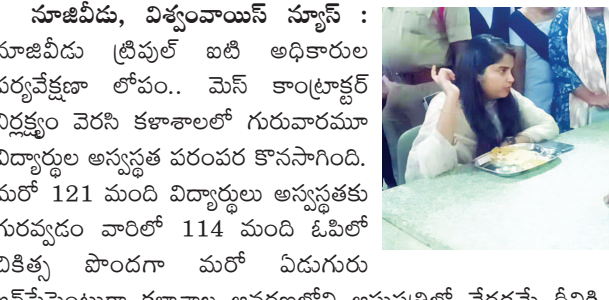 నూజివీడు, విశ్వంవాయిస్ న్యూస్ :
నూజివీడు ట్రిపుల్ ఐటి అధికారుల
పర్యవేక్షణా లోపం.. మెస్ కాంట్రాక్టర్
నిర్లక్ష్యం వెరసి కళాశాలలో గురువారమూ
విద్యార్థుల అస్వస్థత పరంపర కొనసాగింది.
మరో 121 మంది విద్యార్థులు అస్వస్థతకు
గురవ్వడం వారిలో 114 మంది ఓపిలో
చికిత్స పొందగా మరో ఏడుగురు